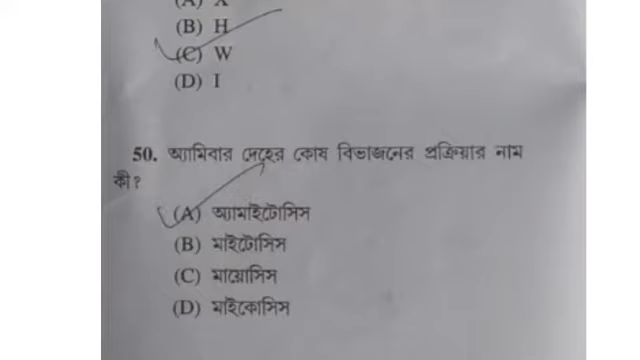 (A) X
(B) H
(C) W
(D) I
50. অ্যামিবার দেহের কোষ বিভাজনের প্রক্রিয়ার নাম
কী?
(A) অ্যামাইটোসিস
(B) মাইটোসিস
(C) মায়োসিস
(D) মাইকোসিস